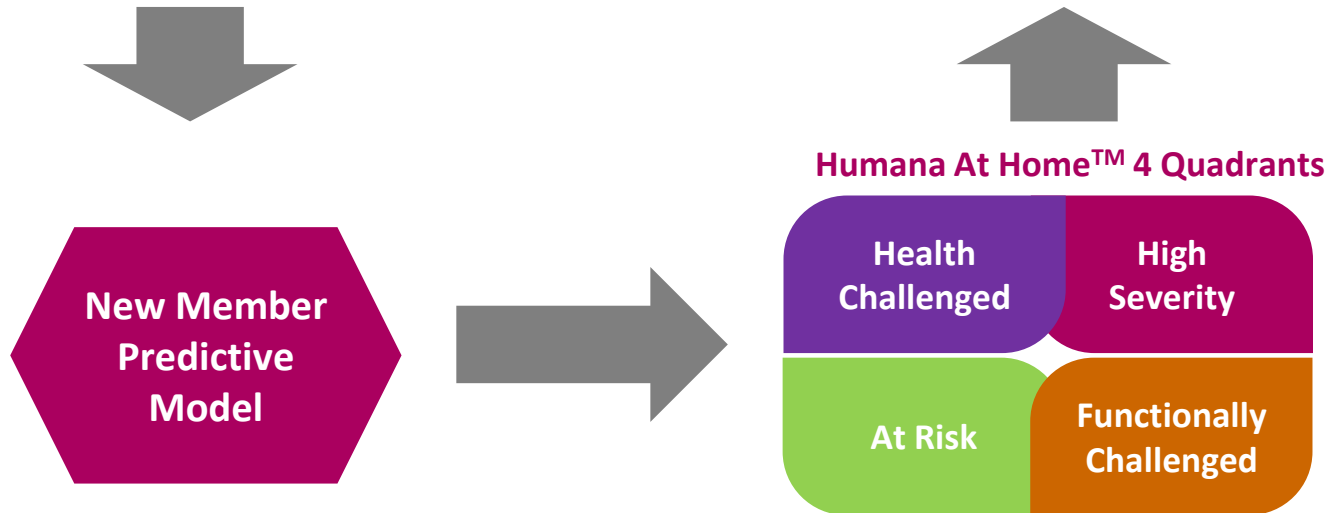 Humana At Home™ 4 Quadrants
New Member
Predictive
Model
Health
Challenged
High
Severity
At Risk
Functionally
Challenged